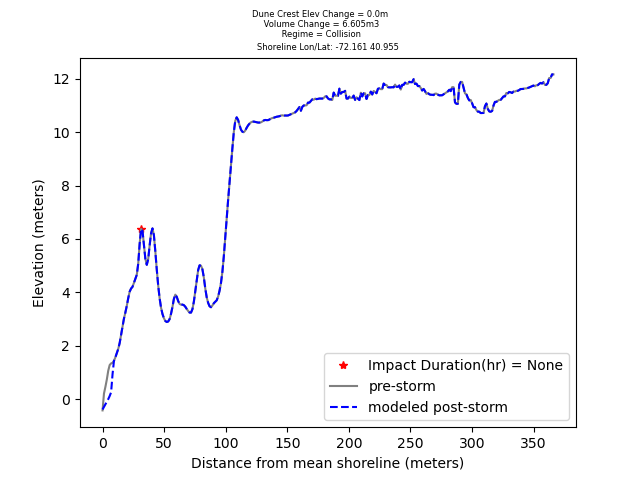 Dune Crest Elev Change = 0.0m
Volume Change = 6.605m3
Regime = Collision
Shoreline Lon/Lat: -72.161 40.955
12
10
8
6
4
2
0
Elevation (meters)
Impact Duration(hr) = None
pre-storm
modeled post-storm
0 50 100 150 200 250 300 350
Distance from mean shoreline (meters)